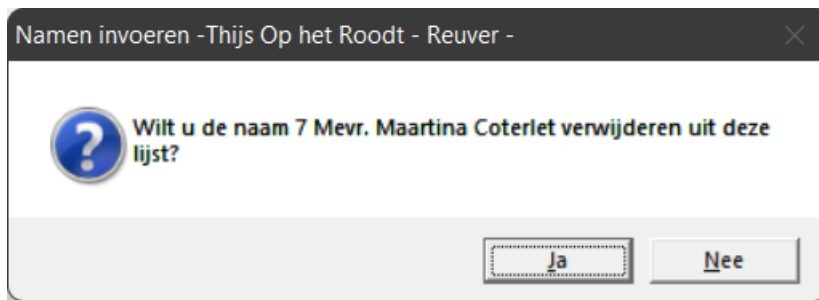 Namen invoeren -Thijs Op het Roodt - Reuver -
Wilt u de naam 7 Mevr. Maartina Coterlet verwijderen uit deze
lijst?
Ja
Nee